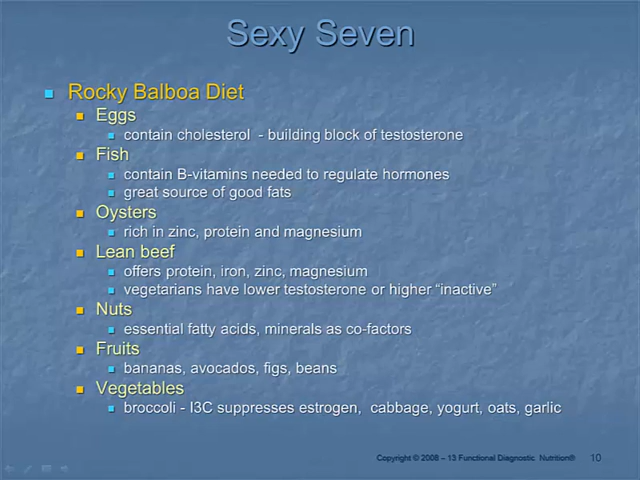 Sexy Seven
Rocky Balboa Diet
Eggs
contain cholesterol - building block of testosterone
Fish
contain B-vitamins needed to regulate hormones
great source of good fats
Oysters
rich in zinc, protein and magnesium
Lean beef
offers protein, iron, zinc, magnesium
vegetarians have lower testosterone or higher “inactive”
Nuts
essential fatty acids, minerals as co-factors
Fruits
bananas, avocados, figs, beans
Vegetables
broccoli - I3C suppresses estrogen, cabbage, yogurt, oats, garlic
Copyright © 2008 – 13 Functional Diagnostic Nutrition® 10